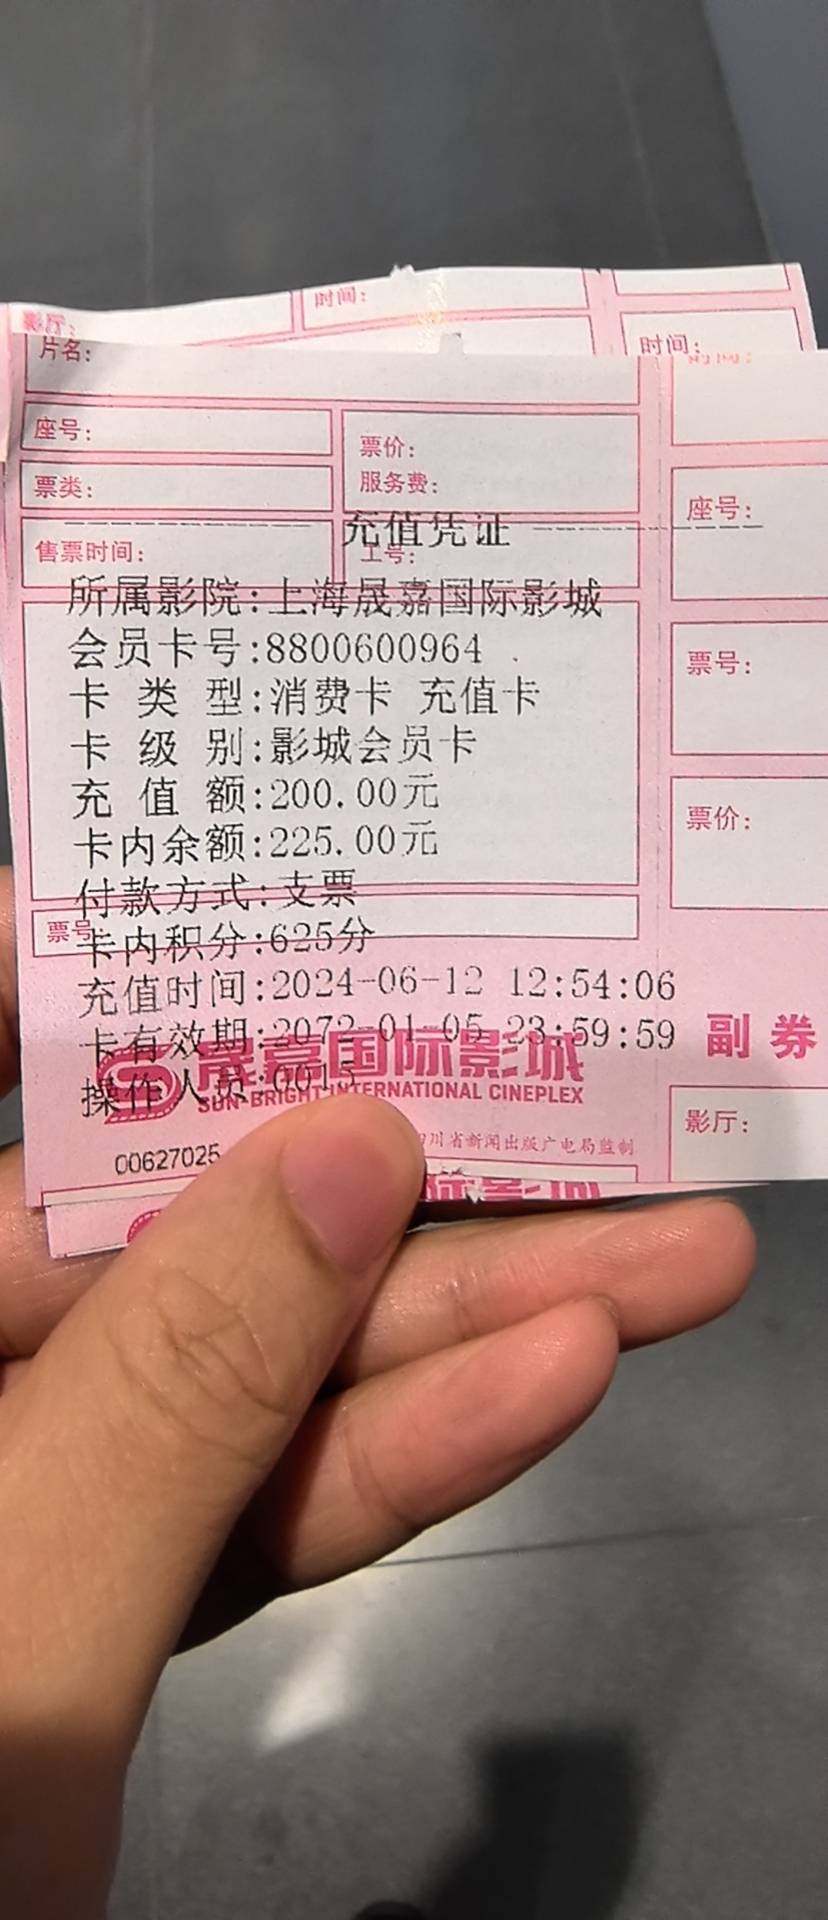 影厅:
时间:
时间:
片名:
座号:
票价:
票类:
服务费:
座号:
售票时间:
工号:
充值凭证
所属影院:上海晟嘉国际影城
会员卡号:8800600964
票号:
卡 类 型:消费卡 充值卡
卡 级 别:影城会员卡
充 值 额:200.00元
票价:
卡内余额:225.00元
付款方式:支票
票号
卡内积分:625分
充值时间:2024-06-12 12:54:06
卡有效期:2072-01-05 23:59:59
副券
晟嘉国际影城
操作人员:0015
SUN-BRIGHT INTERNATIONAL CINEPLEX
影厅:
川省新闻出版广电局监制
00627025